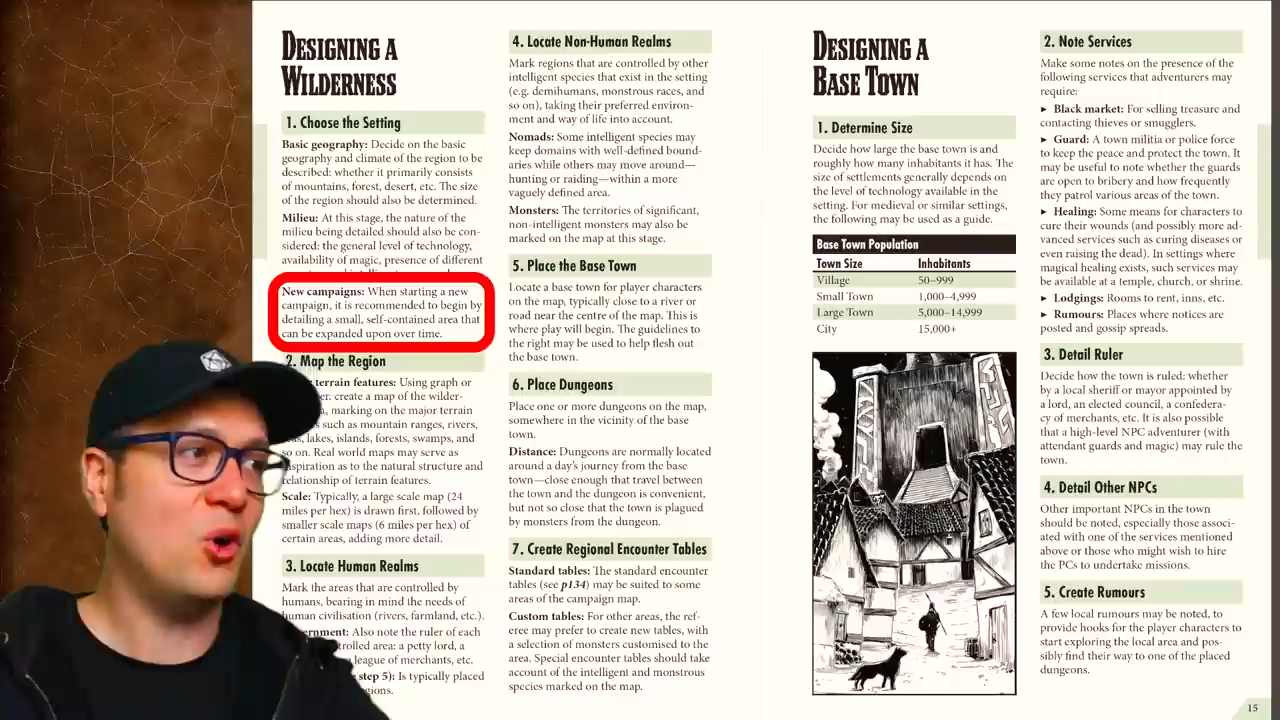 DESIGNING A
WILDERNESS
1. Choose the Setting
Basic geography: Decide on the basic
geography and climate of the region to be
described: whether it primarily consists
of mountains, forest, desert, etc. The size
of the region should also be determined.
Milieu: At this stage, the nature of the
milieu being detailed should also be con-
sidered: the general level of technology,
availability of magic, presence of different
New campaigns: When starting a new
campaign, it is recommended to begin by
detailing a small, self-contained area that
can be expanded upon over time.
2. Map the Region
terrain features: Using graph or
create a map of the wilder-
marking on the major terrain
such as mountain ranges, rivers,
lakes, islands, forests, swamps, and
so on. Real world maps may serve as
inspiration as to the natural structure and
relationship of terrain features.
Scale: Typically, a large scale map (24
miles per hex) is drawn first, followed by
smaller scale maps (6 miles per hex) of
certain areas, adding more detail.
3. Locate Human Realms
Mark the areas that are controlled by
humans, bearing in mind the needs of
human civilisation (rivers, farmland, etc.).
Also note the ruler of each
area: a petty lord, a
league of merchants, etc.
step 5): Is typically placed
4. Locate Non-Human Realms
Mark regions that are controlled by other
intelligent species that exist in the setting
(e.g. demihumans, monstrous races, and
so on), taking their preferred environ-
ment and way of life into account.
Nomads: Some intelligent species may
keep domains with well-defined bound-
aries while others may move around—
hunting or raiding—within a more
vaguely defined area.
Monsters: The territories of significant,
non-intelligent monsters may also be
marked on the map at this stage.
5. Place the Base Town
Locate a base town for player characters
on the map, typically close to a river or
road near the centre of the map. This is
where play will begin. The guidelines to
the right may be used to help flesh out
the base town.
6. Place Dungeons
Place one or more dungeons on the map,
somewhere in the vicinity of the base
town.
Distance: Dungeons are normally located
around a day's journey from the base
town—close enough that travel between
the town and the dungeon is convenient,
but not so close that the town is plagued
by monsters from the dungeon.
7. Create Regional Encounter Tables
Standard tables: The standard encounter
tables (see p134) may be suited to some
areas of the campaign map.
Custom tables: For other areas, the ref-
eree may prefer to create new tables, with
a selection of monsters customised to the
area. Special encounter tables should take
account of the intelligent and monstrous
species marked on the map.
DESIGNING A
BASE TOWN
1. Determine Size
Decide how large the base town is and
roughly how many inhabitants it has. The
size of settlements generally depends on
the level of technology available in the
setting. For medieval or similar settings,
the following may be used as a guide.
Base Town Population
Town Size Inhabitants
Village 50–999
Small Town 1,000–4,999
Large Town 5,000–14,999
City 15,000+
2. Note Services
Make some notes on the presence of the
following services that adventurers may
require:
▶ Black market: For selling treasure and
contacting thieves or smugglers.
▶ Guard: A town militia or police force
to keep the peace and protect the town. It
may be useful to note whether the guards
are open to bribery and how frequently
they patrol various areas of the town.
▶ Healing: Some means for characters to
cure their wounds (and possibly more ad-
vanced services such as curing diseases or
even raising the dead). In settings where
magical healing exists, such services may
be available at a temple, church, or shrine.
▶ Lodgings: Rooms to rent, inns, etc.
▶ Rumours: Places where notices are
posted and gossip spreads.
3. Detail Ruler
Decide how the town is ruled: whether
by a local sheriff or mayor appointed by
a lord, an elected council, a confedera-
cy of merchants, etc. It is also possible
that a high-level NPC adventurer (with
attendant guards and magic) may rule the
town.
4. Detail Other NPCs
Other important NPCs in the town
should be noted, especially those associ-
ated with one of the services mentioned
above or those who might wish to hire
the PCs to undertake missions.
5. Create Rumours
A few local rumours may be noted, to
provide hooks for the player characters to
start exploring the local area and pos-
sibly find their way to one of the placed
dungeons.
15